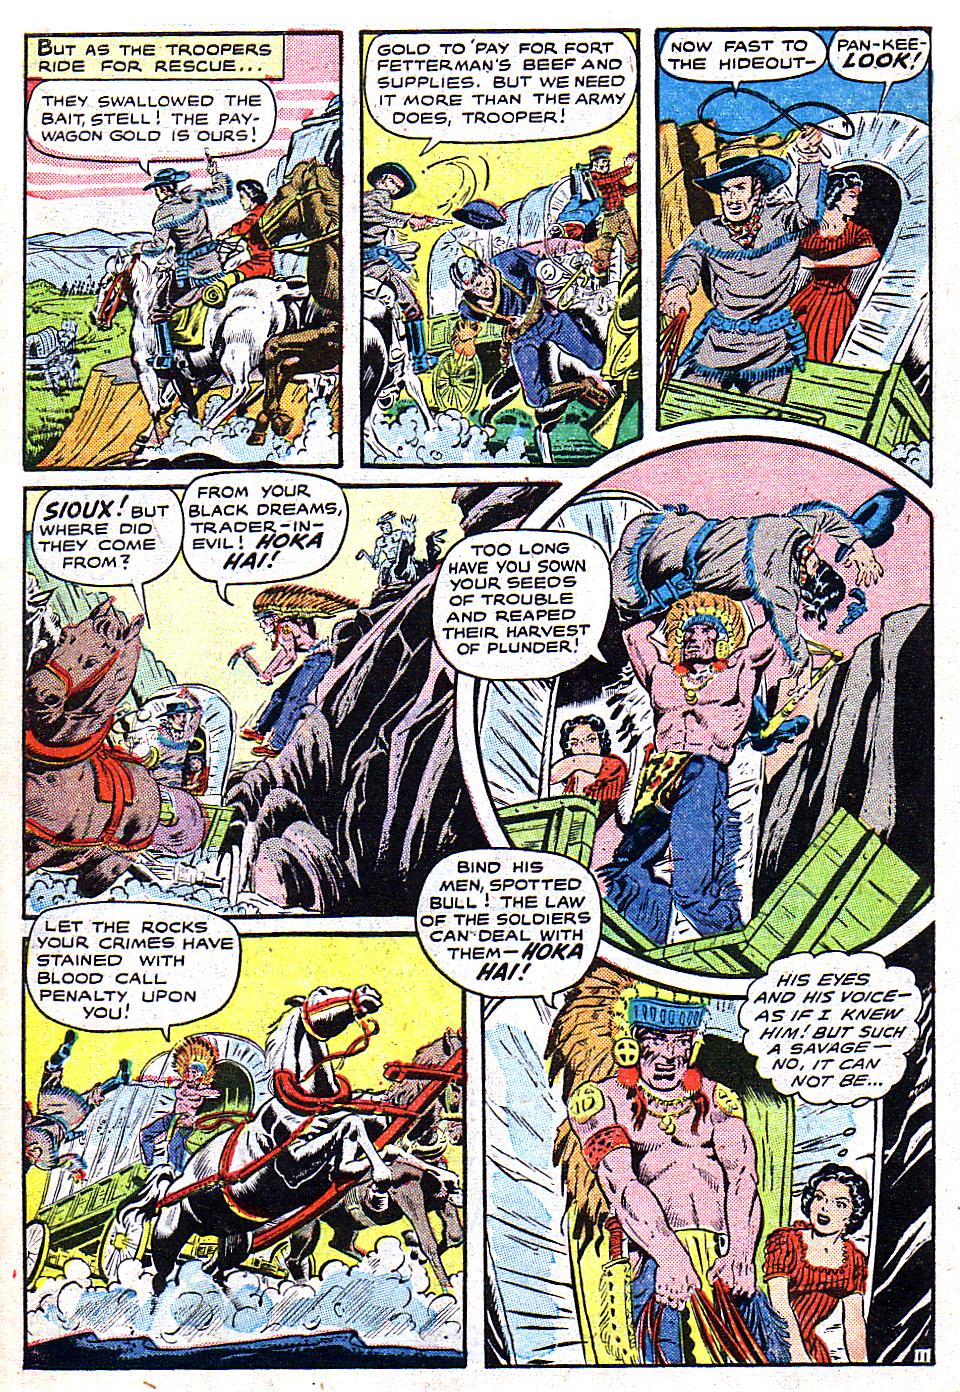 BUT AS THE TROOPERS
RIDE FOR RESCUE...
THEY SWALLOWED THE
BAIT, STELL! THE PAY-
WAGON GOLD IS OURS!
GOLD TO PAY FOR FORT
FETTERMAN'S BEEF AND
SUPPLIES. BUT WE NEED
IT MORE THAN THE ARMY
DOES, TROOPER!
NOW FAST TO
THE HIDEOUT-
PAN-KEE-
LOOK!
SIOUX! BUT
WHERE DID
THEY COME
FROM?
FROM YOUR
BLACK DREAMS,
TRADER-IN-
EVIL! HOKA
HAI!
TOO LONG
HAVE YOU SOWN
YOUR SEEDS
OF TROUBLE
AND REAPED
THEIR HARVEST
OF PLUNDER!
LET THE ROCKS
YOUR CRIMES HAVE
STAINED WITH
BLOOD CALL
PENALTY UPON
YOU!
BIND HIS
MEN, SPOTTED
BULL! THE LAW
OF THE SOLDIERS
CAN DEAL WITH
THEM-HOKA
HAI!
HIS EYES
AND HIS VOICE-
AS IF I KNEW
HIM! BUT SUCH
A SAVAGE-
NO, IT CAN
NOT BE...
11